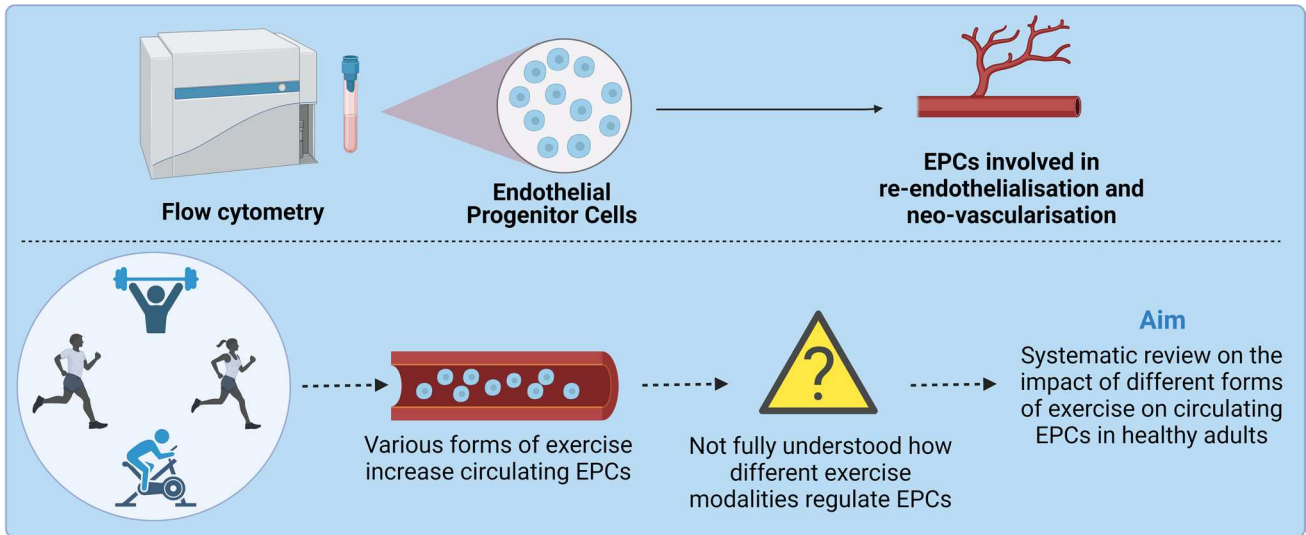 Flow cytometry
Endothelial
Progenitor Cells
EPCs involved in
re-endothelialisation and
neo-vascularisation
Various forms of exercise
increase circulating EPCs
?
Not fully understood how
different exercise
modalities regulate EPCs
Aim
Systematic review on the
impact of different forms
of exercise on circulating
EPCs in healthy adults